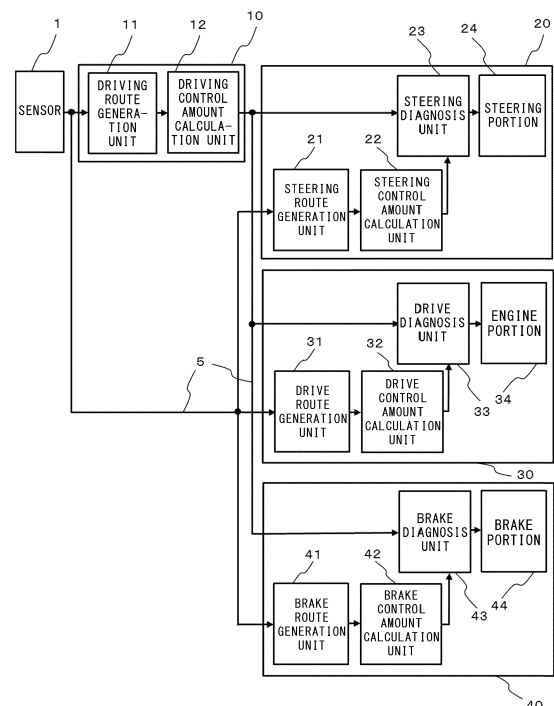 1
11
12
10
23
24
20
SENSOR
DRIVING
ROUTE
GENERA-
TION
UNIT
DRIVING
CONTROL
AMOUNT
CALCULA-
TION UNIT
STEERING
DIAGNOSIS
UNIT
STEERING
PORTION
21
22
STEERING
ROUTE
GENERATION
UNIT
STEERING
CONTROL
AMOUNT
CALCULATION
UNIT
DRIVE
DIAGNOSIS
UNIT
ENGINE
PORTION
31
32
33
34
5
DRIVE
ROUTE
GENERATION
UNIT
DRIVE
CONTROL
AMOUNT
CALCULATION
UNIT
30
BRAKE
DIAGNOSIS
UNIT
BRAKE
PORTION
41
42
43
44
BRAKE
ROUTE
GENERATION
UNIT
BRAKE
CONTROL
AMOUNT
CALCULATION
UNIT
40